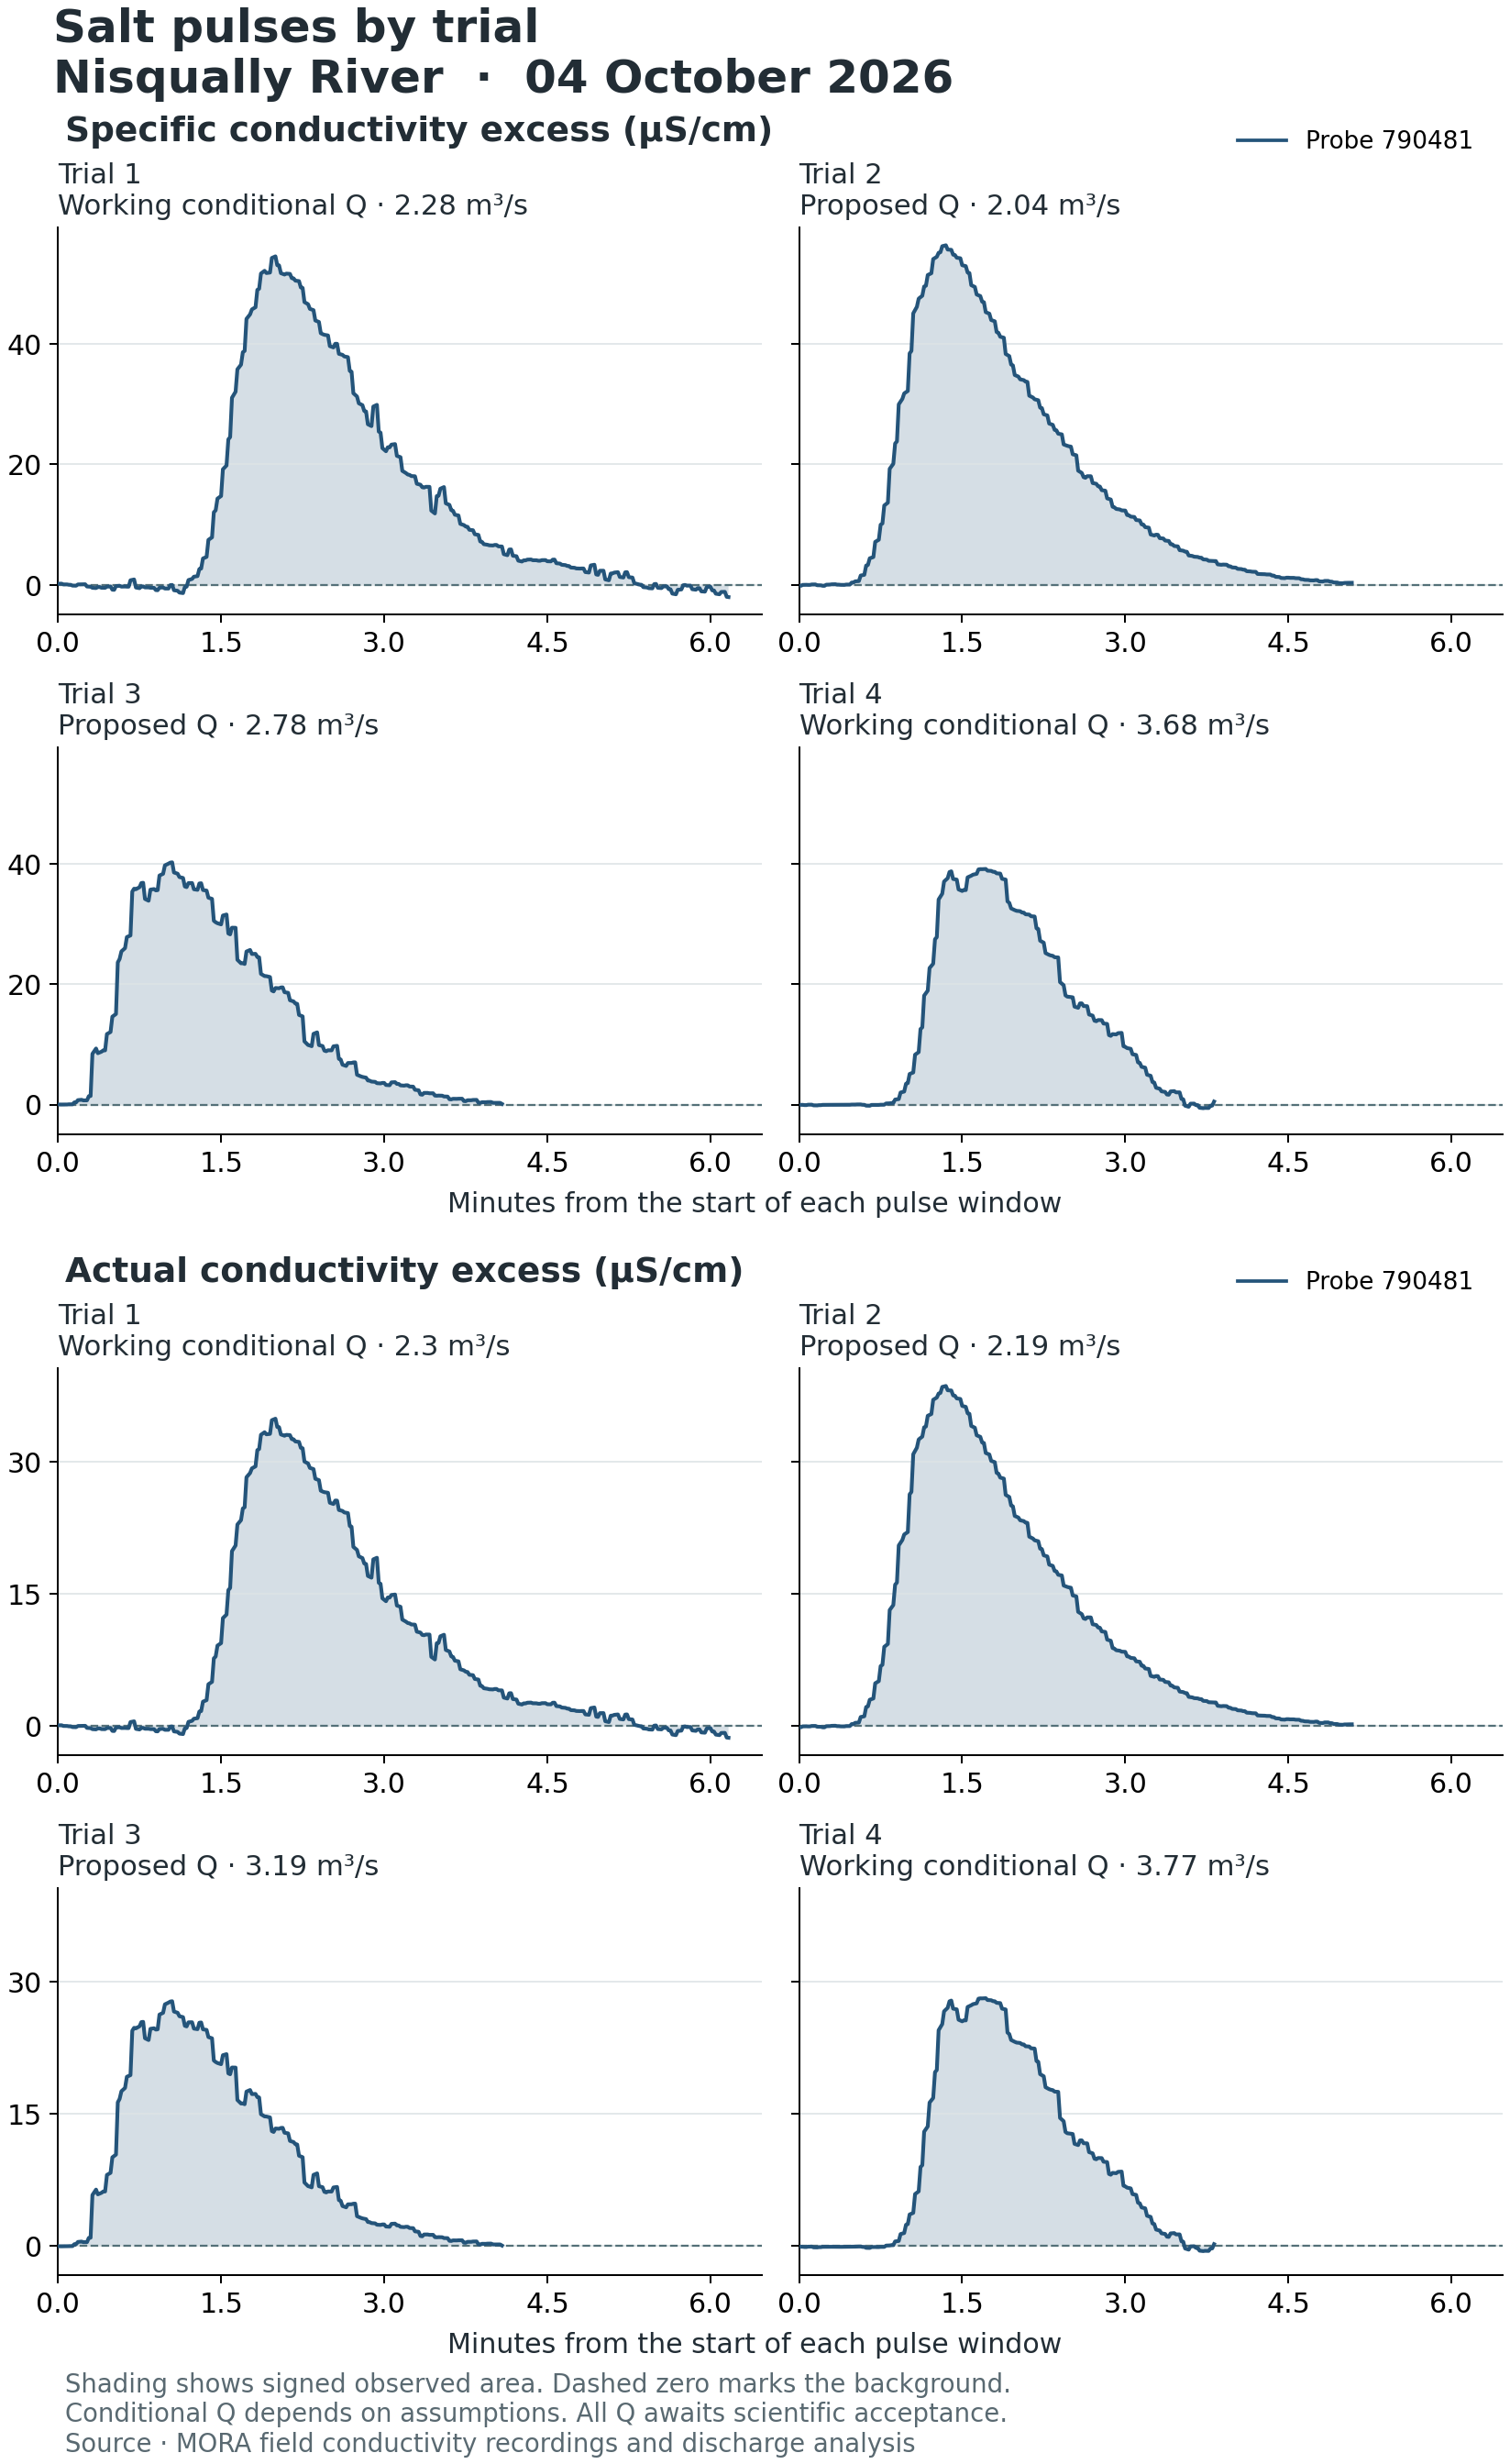 Salt pulses by trial
Nisqually River · 04 October 2026
Specific conductivity excess (µS/cm)
Probe 790481
Trial 1
Working conditional Q · 2.28 m³/s
Trial 2
Proposed Q · 2.04 m³/s
40
20
0
0.0 1.5 3.0 4.5 6.0
0.0 1.5 3.0 4.5 6.0
Trial 3
Proposed Q · 2.78 m³/s
Trial 4
Working conditional Q · 3.68 m³/s
40
20
0
0.0 1.5 3.0 4.5 6.0
0.0 1.5 3.0 4.5 6.0
Minutes from the start of each pulse window
Actual conductivity excess (µS/cm)
Probe 790481
Trial 1
Working conditional Q · 2.3 m³/s
Trial 2
Proposed Q · 2.19 m³/s
30
15
0
0.0 1.5 3.0 4.5 6.0
0.0 1.5 3.0 4.5 6.0
Trial 3
Proposed Q · 3.19 m³/s
Trial 4
Working conditional Q · 3.77 m³/s
30
15
0
0.0 1.5 3.0 4.5 6.0
0.0 1.5 3.0 4.5 6.0
Minutes from the start of each pulse window
Shading shows signed observed area. Dashed zero marks the background.
Conditional Q depends on assumptions. All Q awaits scientific acceptance.
Source · MORA field conductivity recordings and discharge analysis